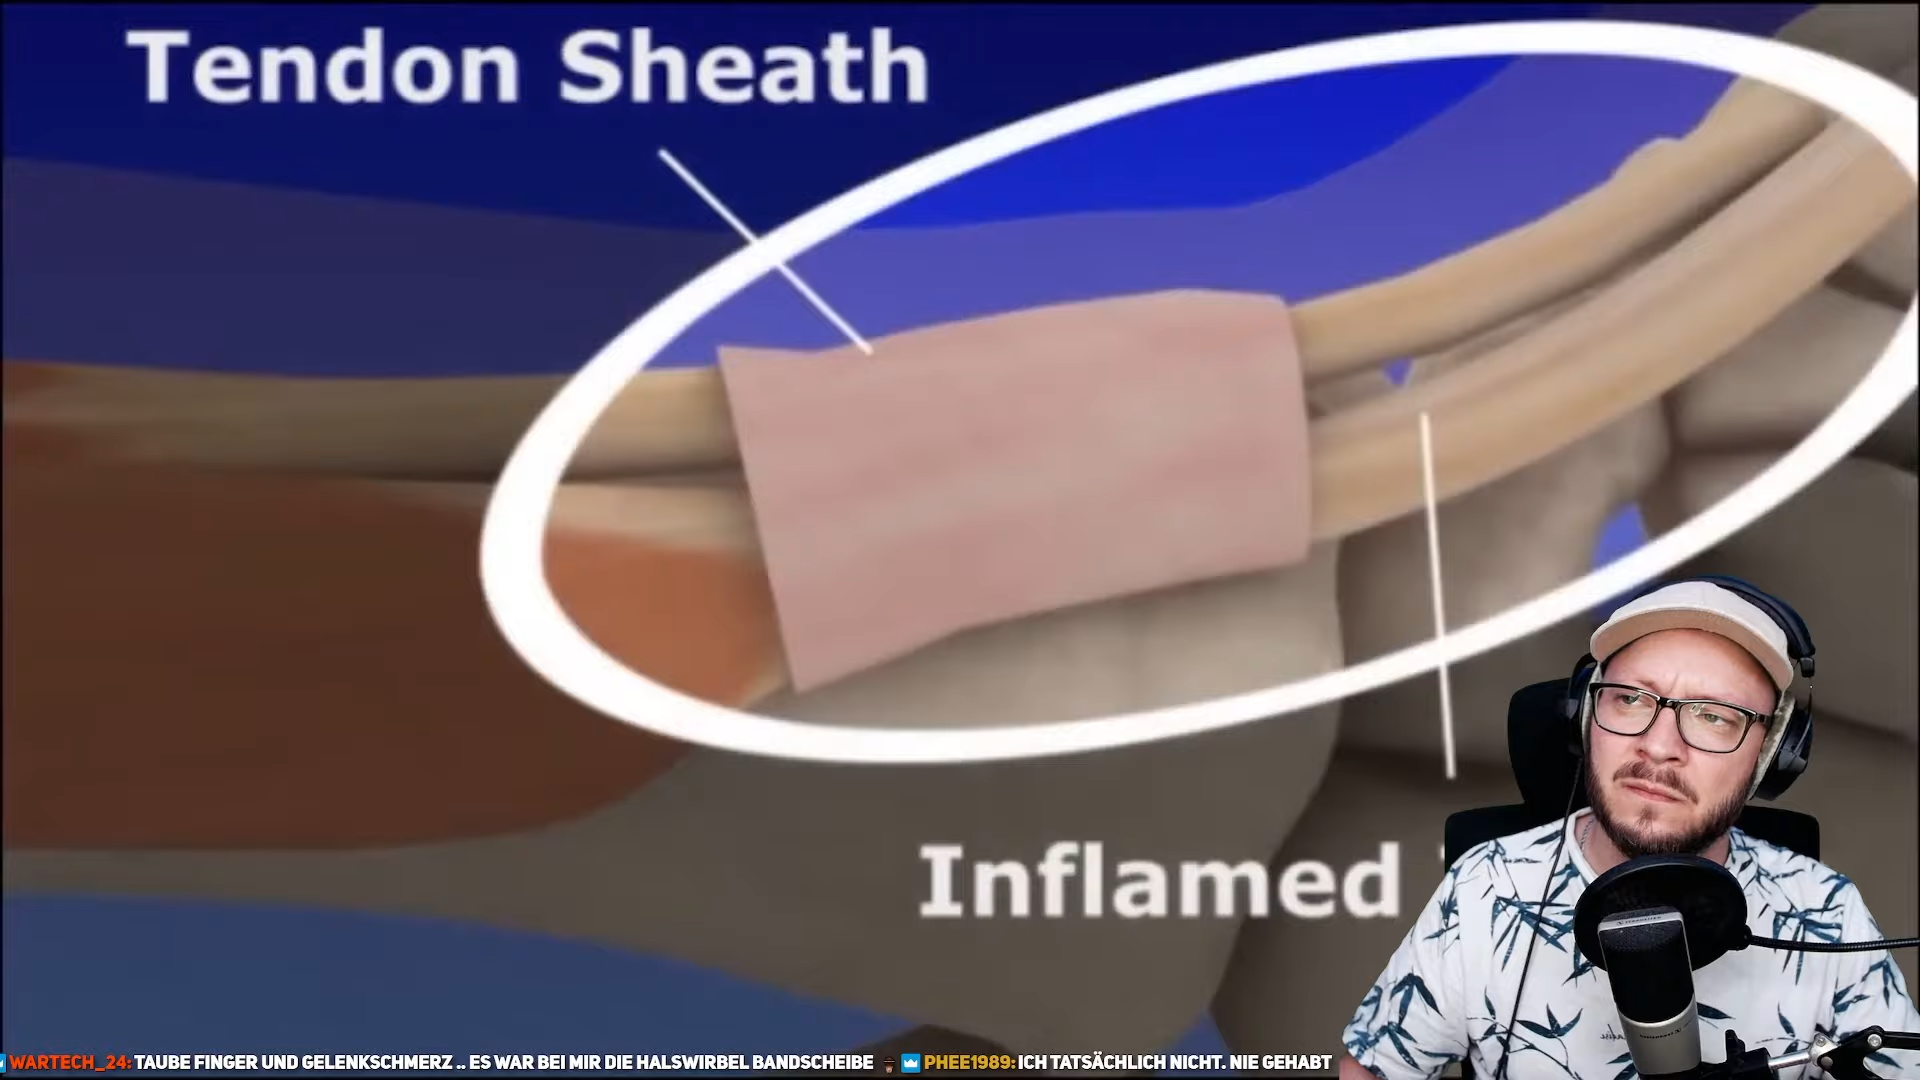 Tendon Sheath
Inflamed
WARTECH_24: TAUBE FINGER UND GELENKSCHMERZ .. ES WAR BEI MIR DIE HALSWIRBEL BANDSCHEIBE PHEE1989: ICH TATSÄCHLICH NICHT. NIE GEHABT